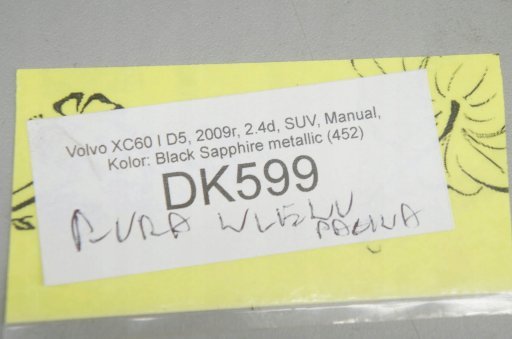 Volvo XC60 I D5, 2009r, 2.4d, SUV, Manual,
Kolor: Black Sapphire metallic (452)
DK599
RURA WLEWU
PALIWA